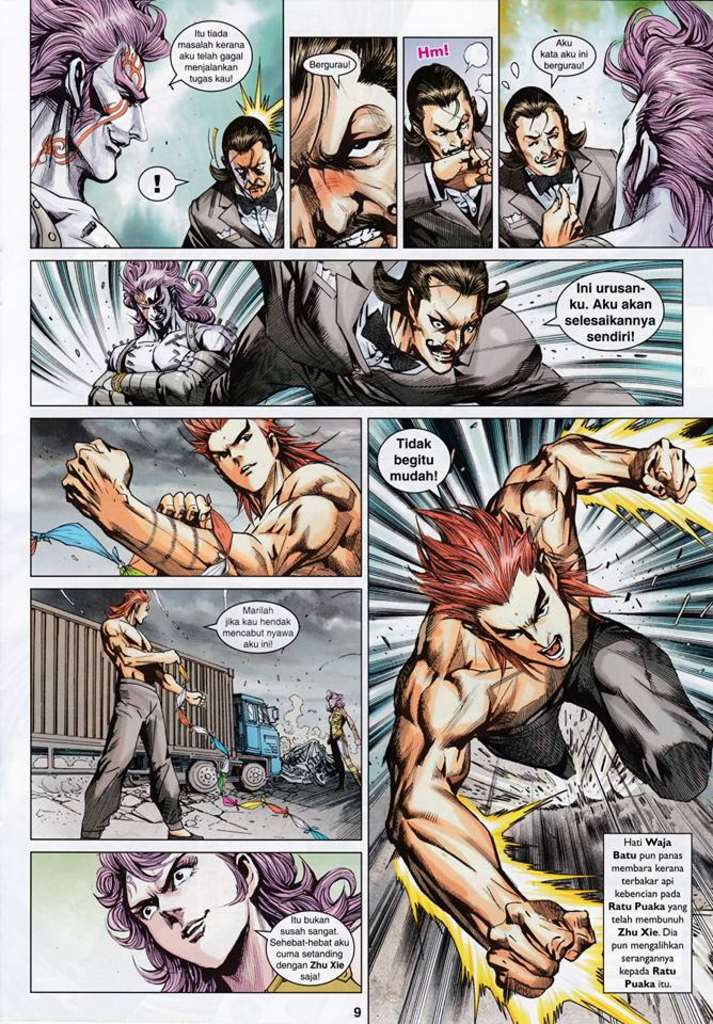 Itu tiada
masalah kerana
aku telah gagal
menjalankan
tugas kau!
!
Bergurau!
Hm!
Aku
kata aku ini
bergurau!
Ini urusan-
ku. Aku akan
selesaikannya
sendiri!
Tidak
begitu
mudah!
Marilah
jika kau hendak
mencabut nyawa
aku ini!
Itu bukan
susah sangat.
Sehebat-hebat aku
cuma setanding
dengan Zhu Xie
saja!
Hati Waja
Batu pun panas
membara kerana
terbakar api
kebencian pada
Ratu Puaka yang
telah membunuh
Zhu Xie. Dia
pun mengalihkan
serangannya
kepada Ratu
Puaka itu.
9